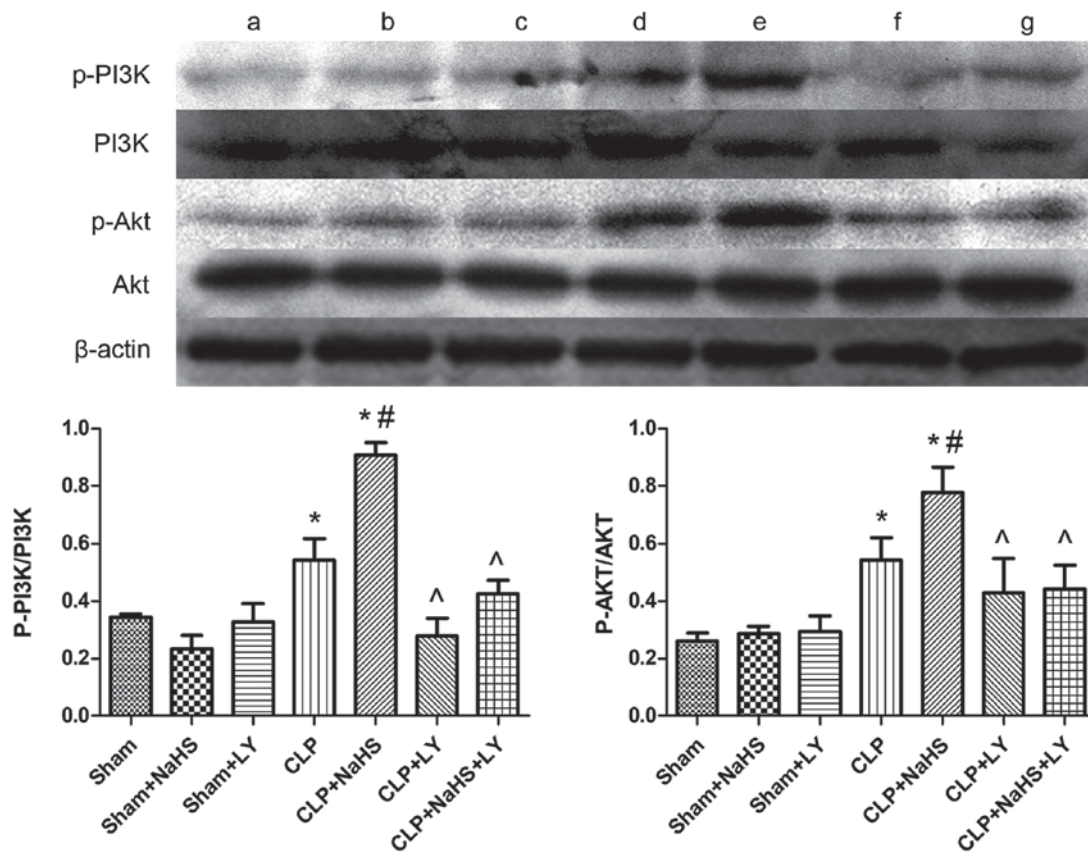 a b c d e f g
p-PI3K
PI3K
p-Akt
Akt
β-actin
P-PI3K/PI3K
1.0
0.8
0.6
0.4
0.2
0.0
*
* #
^
^
Sham
Sham+NaHS
Sham+LY
CLP
CLP+NaHS
CLP+LY
CLP+NaHS+LY
P-AKT/AKT
1.0
0.8
0.6
0.4
0.2
0.0
*
* #
^
^
Sham
Sham+NaHS
Sham+LY
CLP
CLP+NaHS
CLP+LY
CLP+NaHS+LY